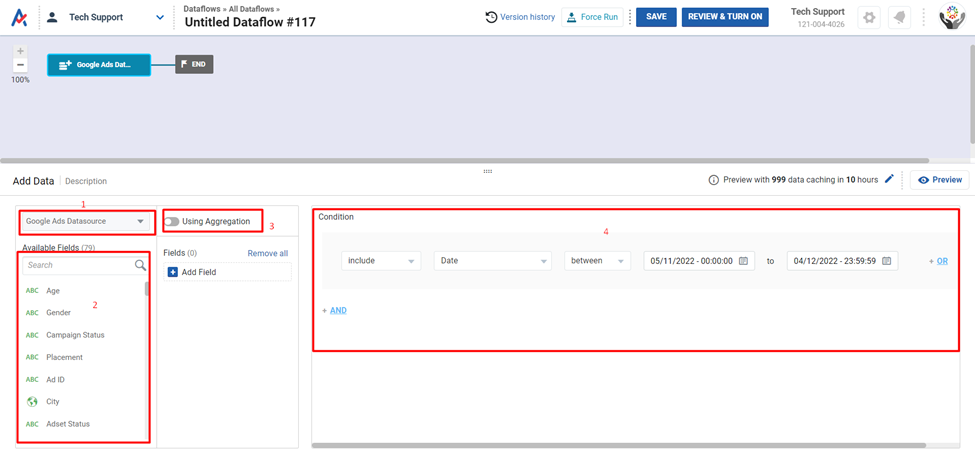 Tech Support
Dataflows » All Dataflows »
Untitled Dataflow #117
Version history
Force Run
SAVE
REVIEW & TURN ON
Tech Support
121-004-4026
100%
Google Ads Dat...
END
Add Data
Description
Preview with 999 data caching in 10 hours
Preview
1
Google Ads Datasource
Using Aggregation
3
Condition
4
Available Fields (79)
Fields (0)
Remove all
Search
Add Field
include
Date
between
05/11/2022 - 00:00:00
to
04/12/2022 - 23:59:59
+ OR
+ AND
2
ABC Age
ABC Gender
ABC Campaign Status
ABC Placement
ABC Ad ID
City
ABC Adset Status